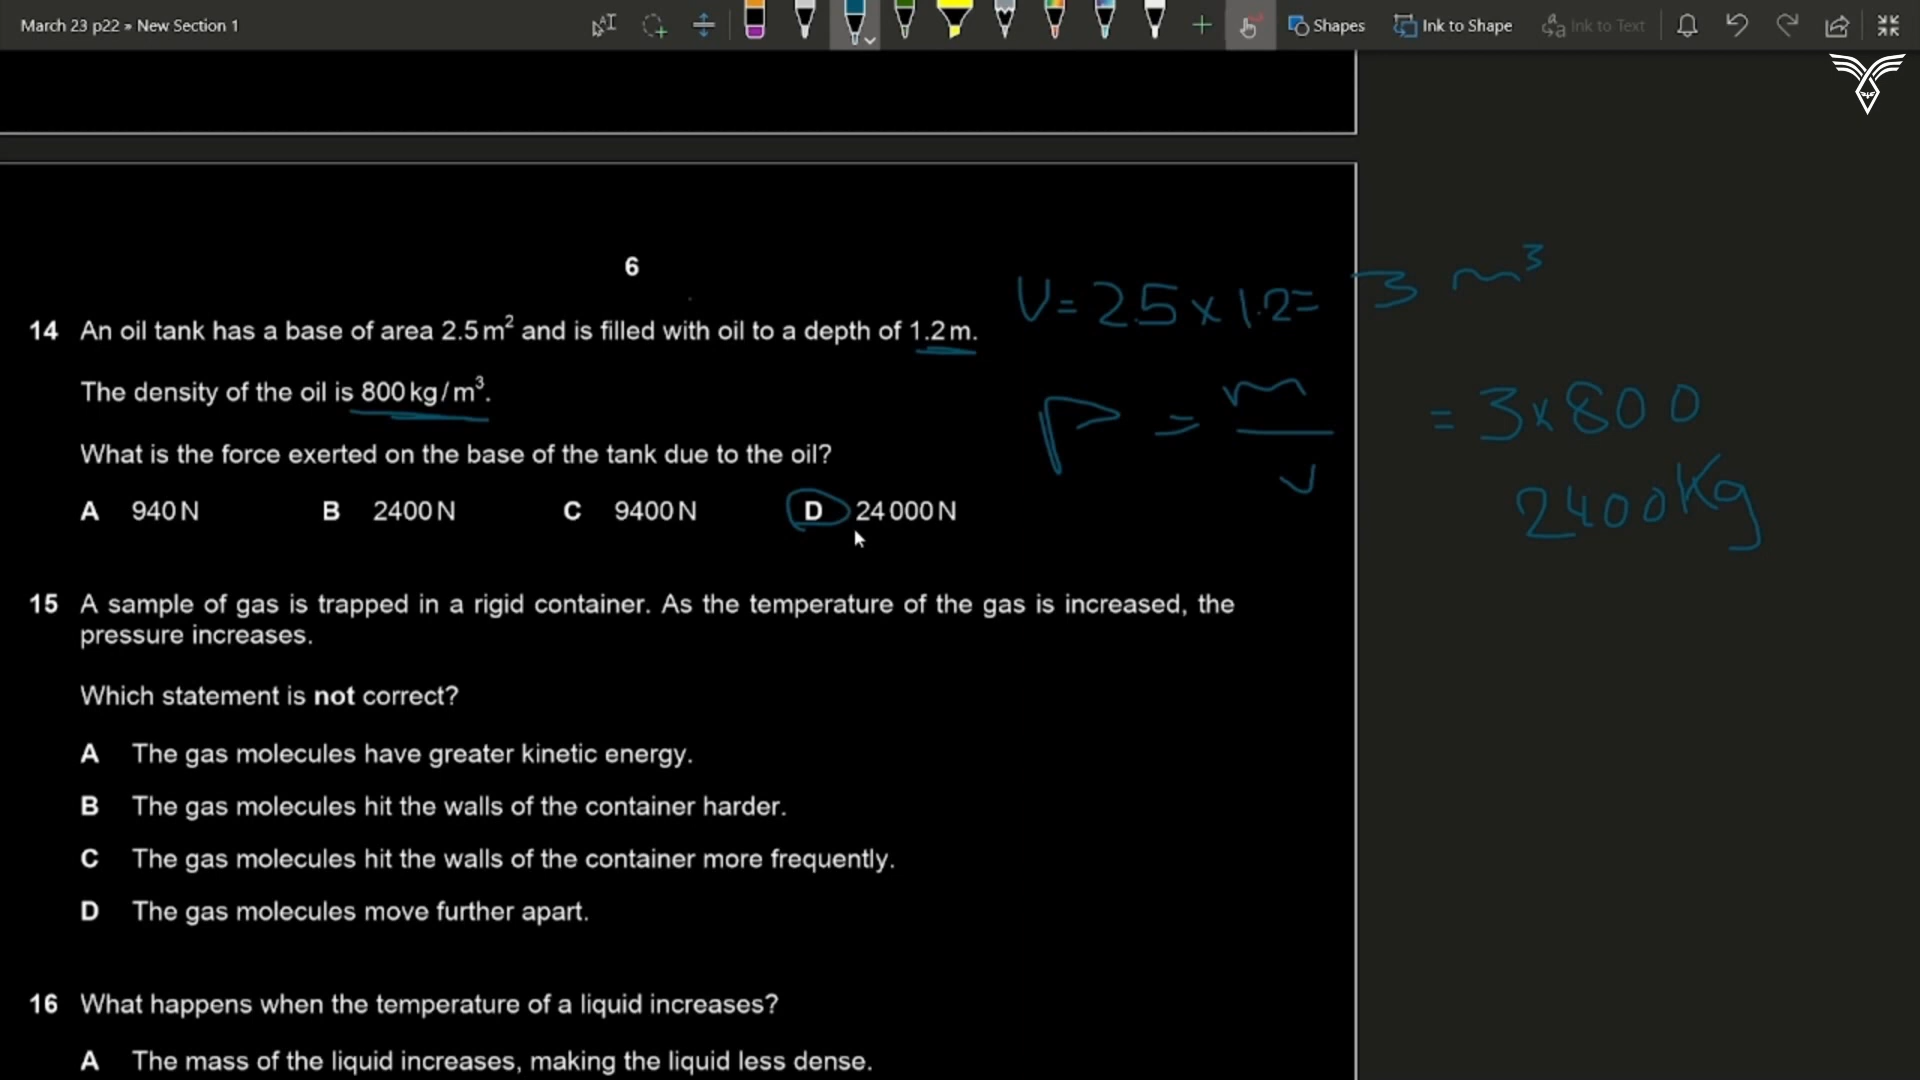 March 23 p22 » New Section 1
Shapes
Ink to Shape
Ink to Text
6
V = 2.5 x 1.2 = 3 m³
14 An oil tank has a base of area 2.5 m² and is filled with oil to a depth of 1.2 m.
The density of the oil is 800 kg/m³.
ρ = m/v = 3 x 800
What is the force exerted on the base of the tank due to the oil?
2400 Kg
A 940 N B 2400 N C 9400 N D 24 000 N
15 A sample of gas is trapped in a rigid container. As the temperature of the gas is increased, the
pressure increases.
Which statement is not correct?
A The gas molecules have greater kinetic energy.
B The gas molecules hit the walls of the container harder.
C The gas molecules hit the walls of the container more frequently.
D The gas molecules move further apart.
16 What happens when the temperature of a liquid increases?
A The mass of the liquid increases, making the liquid less dense.